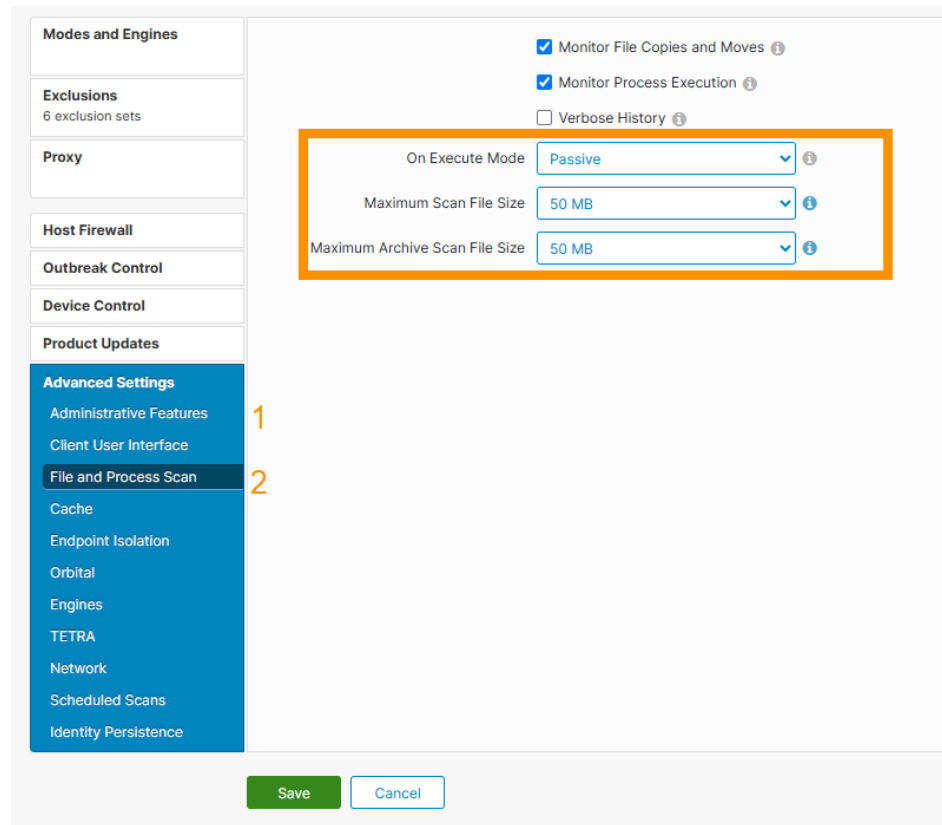 Modes and Engines
Exclusions
6 exclusion sets
Proxy
Host Firewall
Outbreak Control
Device Control
Product Updates
Advanced Settings
Administrative Features
1
Client User Interface
File and Process Scan
2
Cache
Endpoint Isolation
Orbital
Engines
TETRA
Network
Scheduled Scans
Identity Persistence
Monitor File Copies and Moves
Monitor Process Execution
Verbose History
On Execute Mode Passive
Maximum Scan File Size 50 MB
Maximum Archive Scan File Size 50 MB
Save Cancel